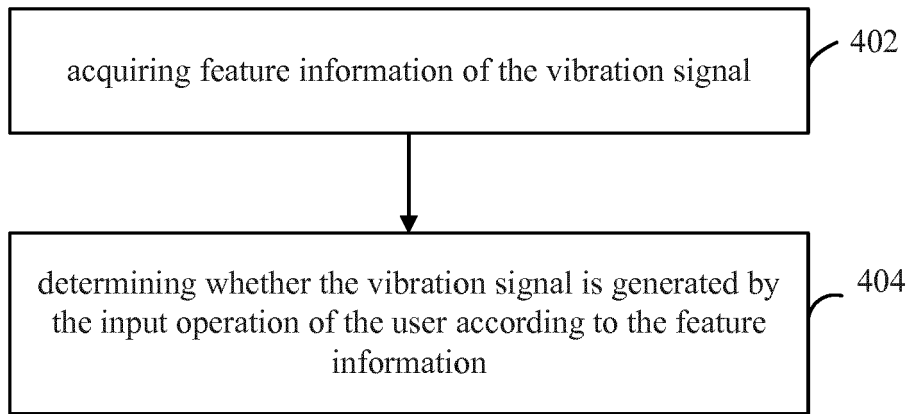 acquiring feature information of the vibration signal
402
determining whether the vibration signal is generated by
the input operation of the user according to the feature
information
404